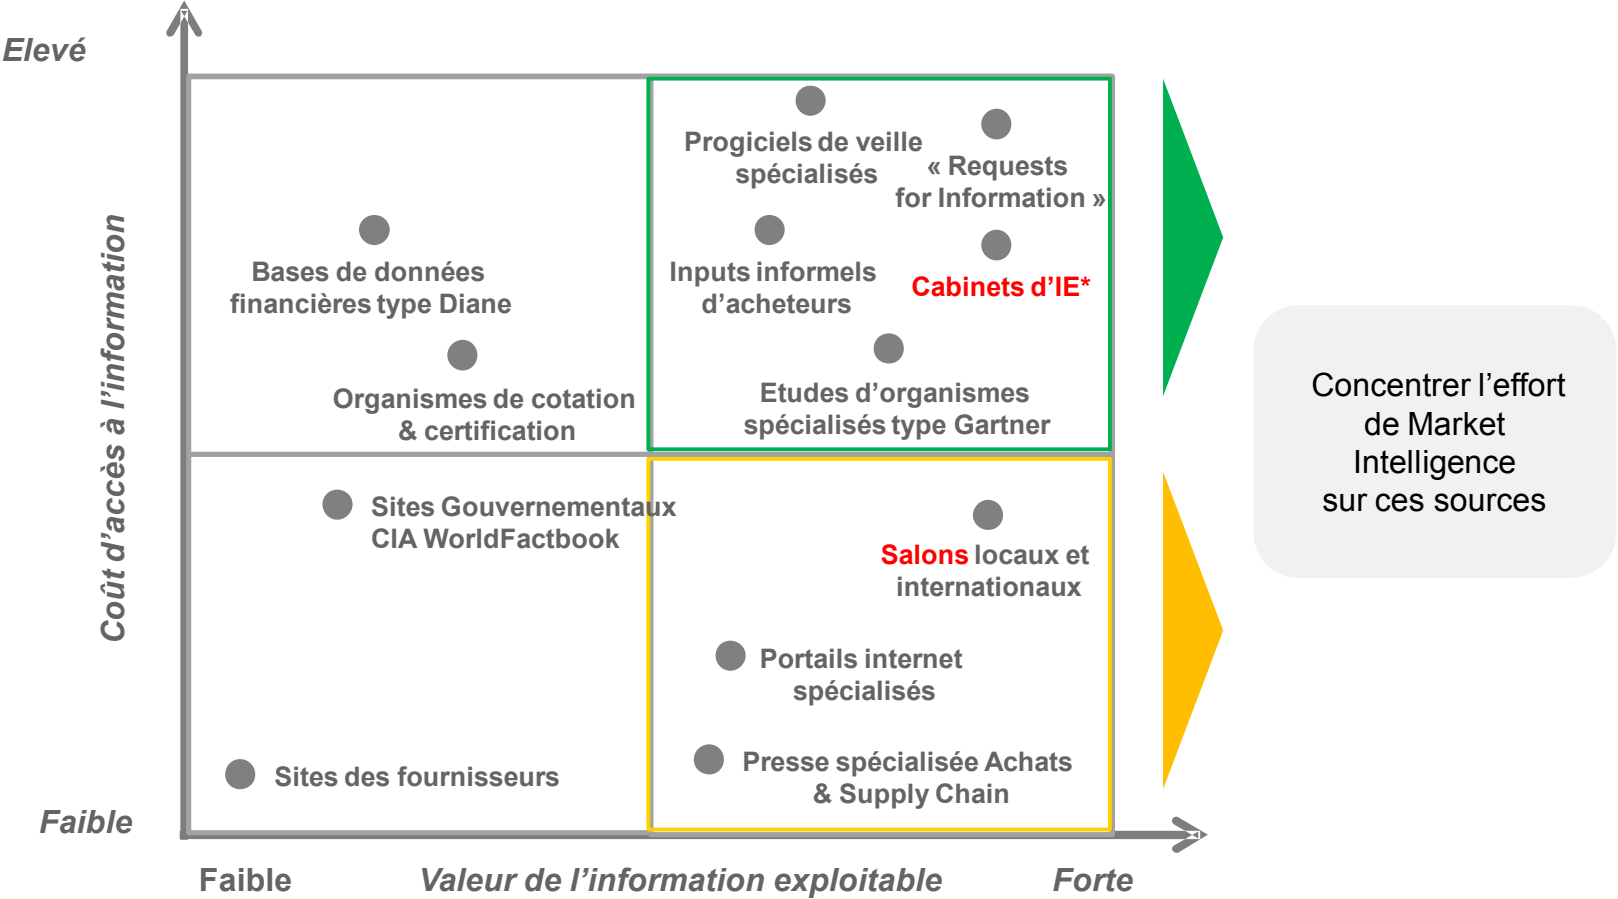 Elevé
Coût d’accès à l’information
Faible
Progiciels de veille
spécialisés
« Requests
for Information »
Bases de données
financières type Diane
Inputs informels
d’acheteurs
Cabinets d’IE*
Organismes de cotation
& certification
Etudes d’organismes
spécialisés type Gartner
Sites Gouvernementaux
CIA WorldFactbook
Salons locaux et
internationaux
Portails internet
spécialisés
Sites des fournisseurs
Presse spécialisée Achats
& Supply Chain
Faible
Valeur de l’information exploitable
Forte
Concentrer l’effort
de Market
Intelligence
sur ces sources